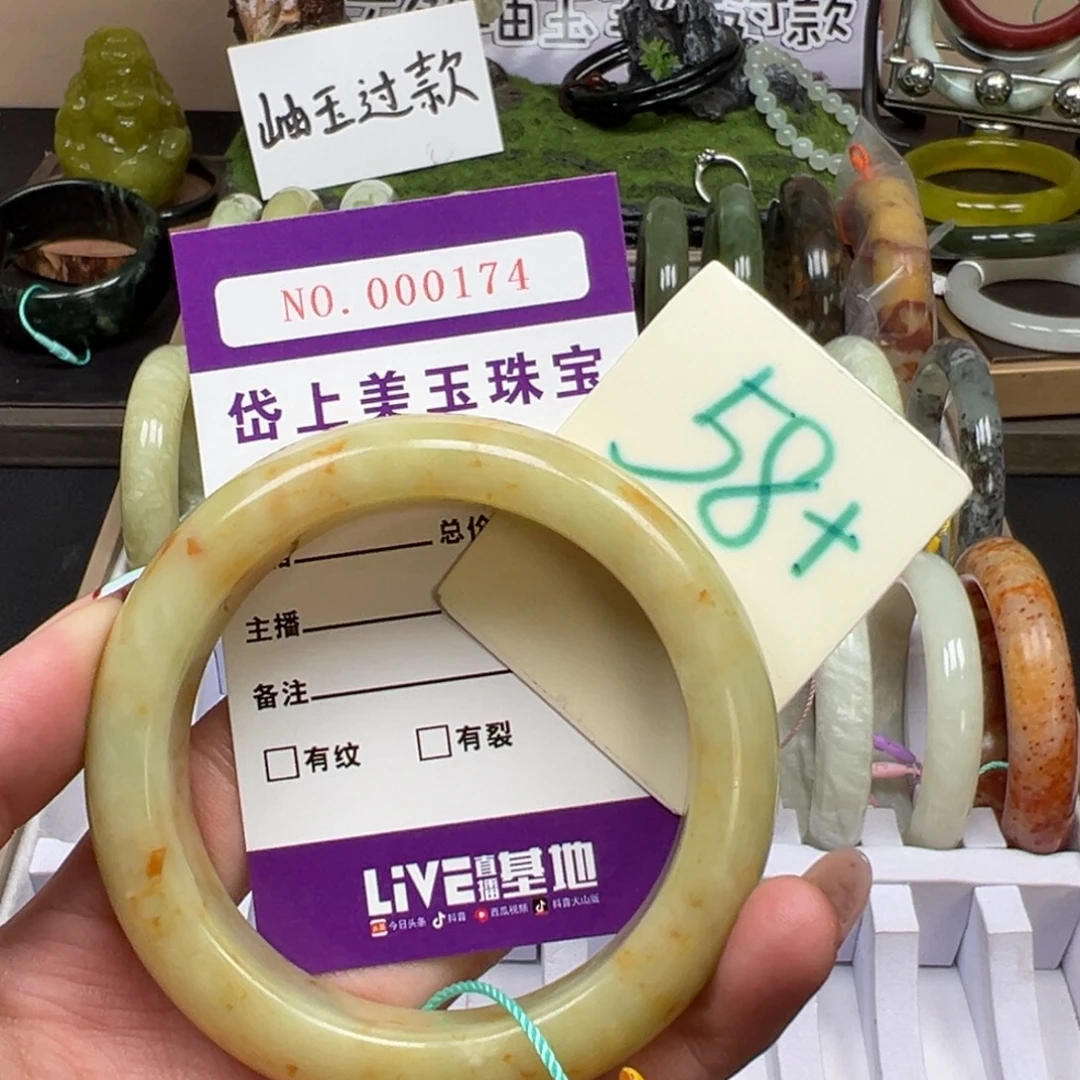 岫玉过款
NO.000174
岱上美玉珠宝
58+
总价
主播
备注
有纹 有裂
LiVE直播基地
今日头条 抖音 西瓜视频 抖音火山版